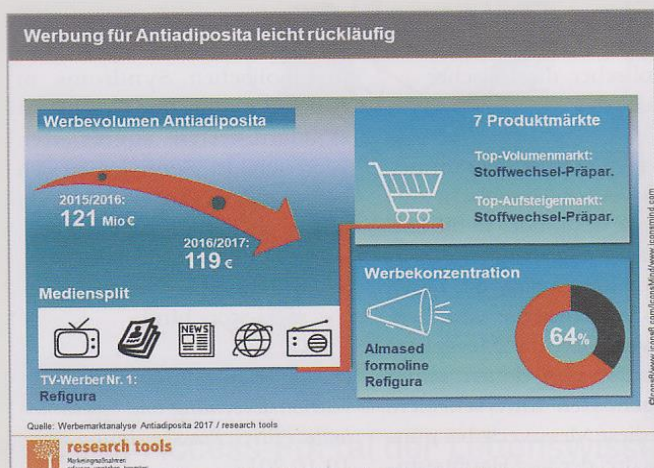 Werbung für Antiadiposita leicht rückläufig
Werbevolumen Antiadiposita
2015/2016:
121 Mio €
2016/2017:
119 €
Mediensplit
NEWS
TV-Werber Nr. 1:
Refigura
7 Produktmärkte
Top-Volumenmarkt:
Stoffwechsel-Präpar.
Top-Aufsteigermarkt:
Stoffwechsel-Präpar.
Werbekonzentration
64%
Almased
formoline
Refigura
Quelle: Werbemarktanalyse Antiadiposita 2017 / research tools
research tools
Marketingmaßnahmen